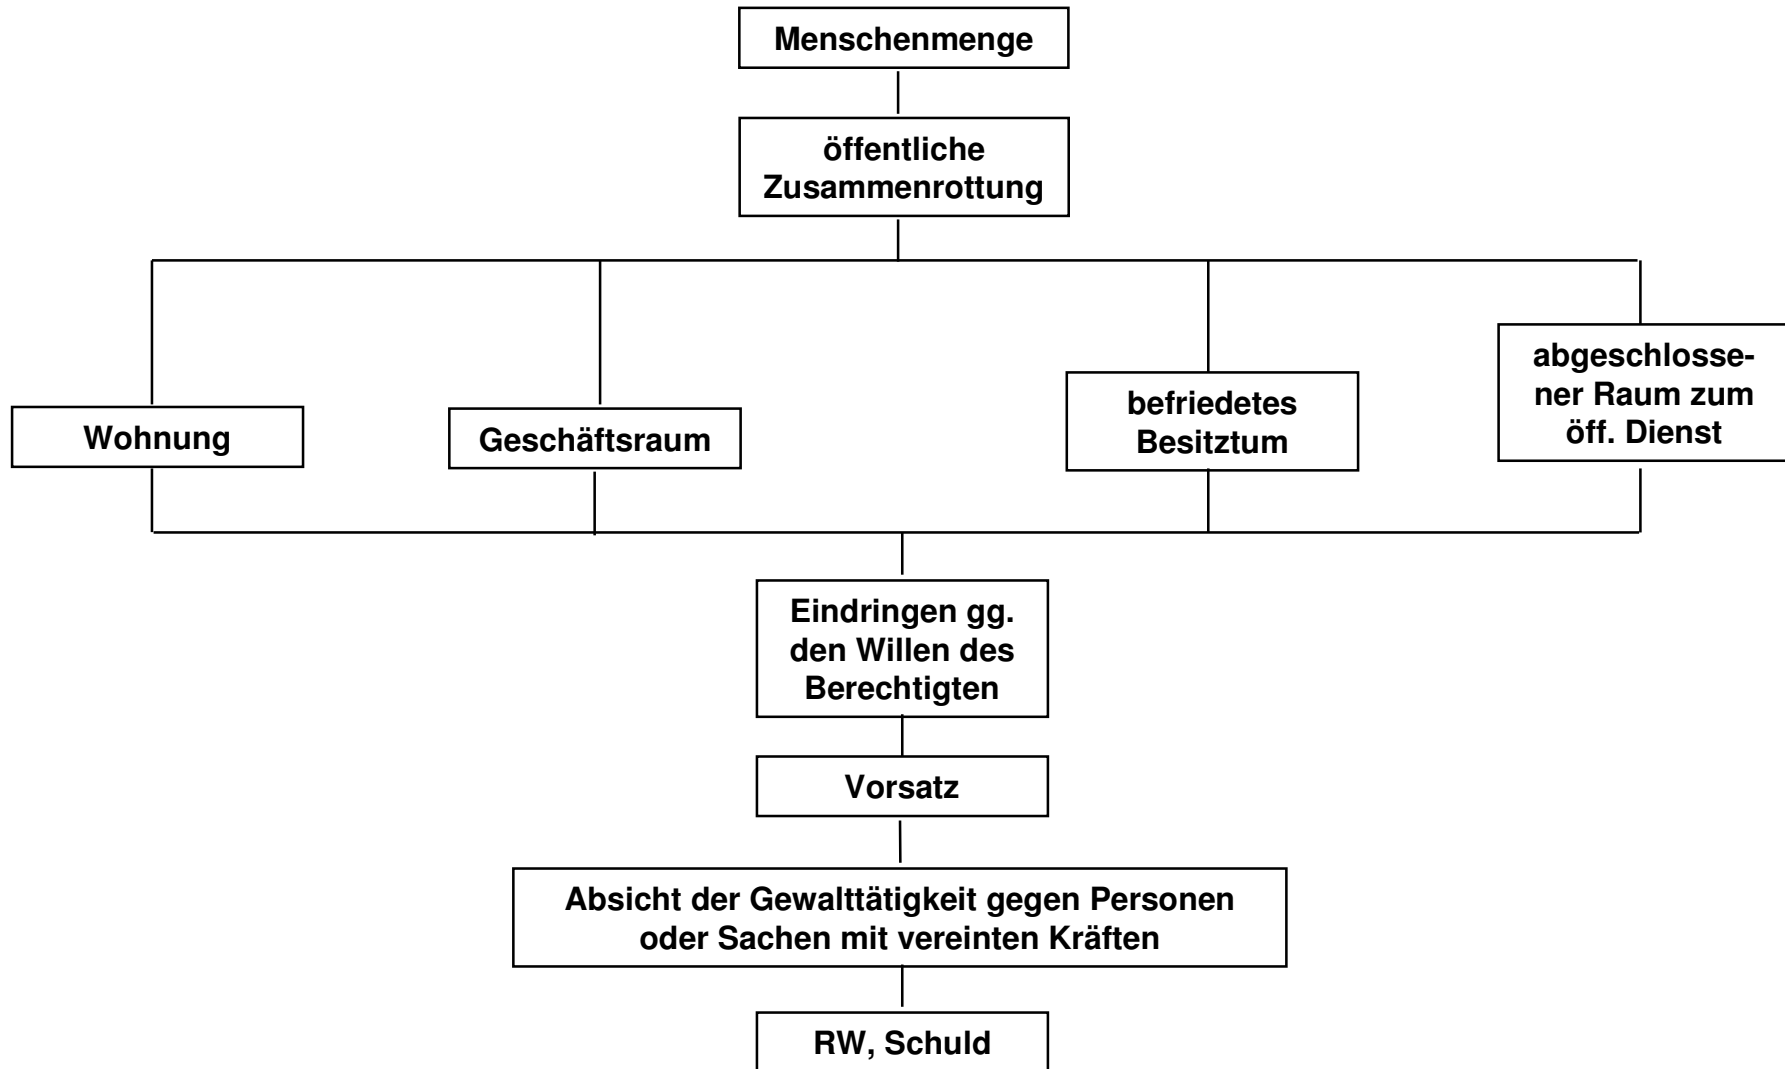 Menschenmenge
öffentliche
Zusammenrottung
Wohnung
Geschäftsraum
befriedetes
Besitztum
abgeschlosse-
ner Raum zum
öff. Dienst
Eindringen gg.
den Willen des
Berechtigten
Vorsatz
Absicht der Gewalttätigkeit gegen Personen
oder Sachen mit vereinten Kräften
RW, Schuld